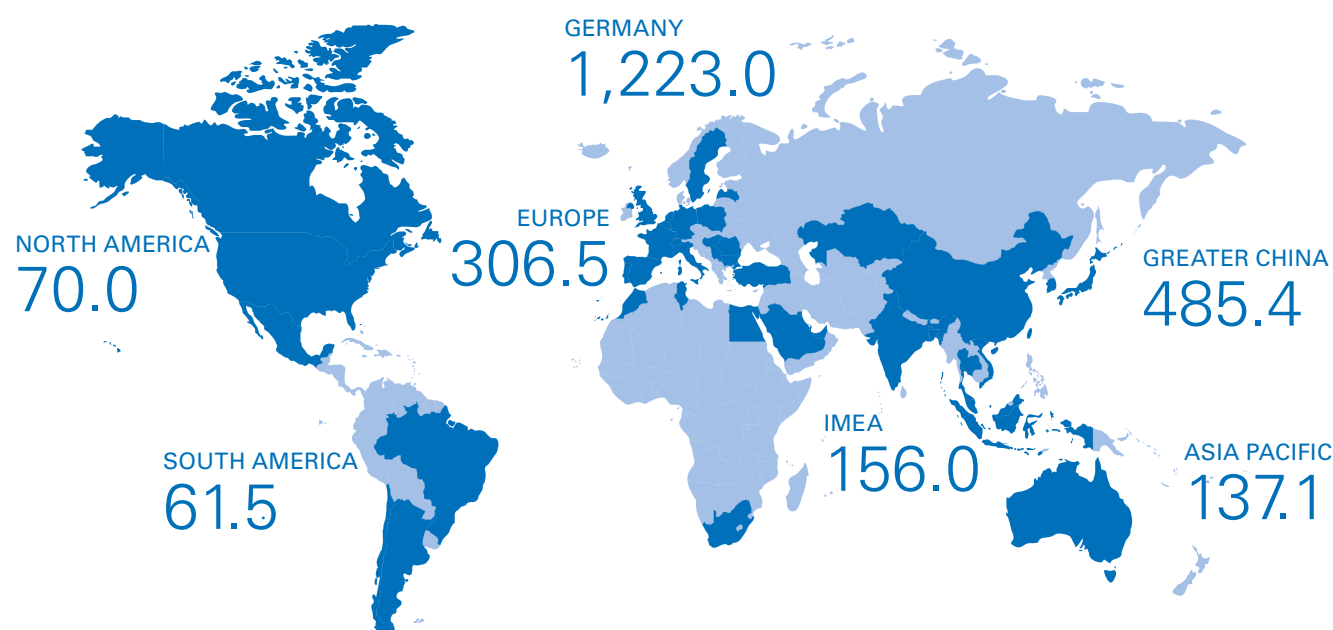 GERMANY
1,223.0
EUROPE
306.5
NORTH AMERICA
70.0
GREATER CHINA
485.4
IMEA
156.0
ASIA PACIFIC
137.1
SOUTH AMERICA
61.5